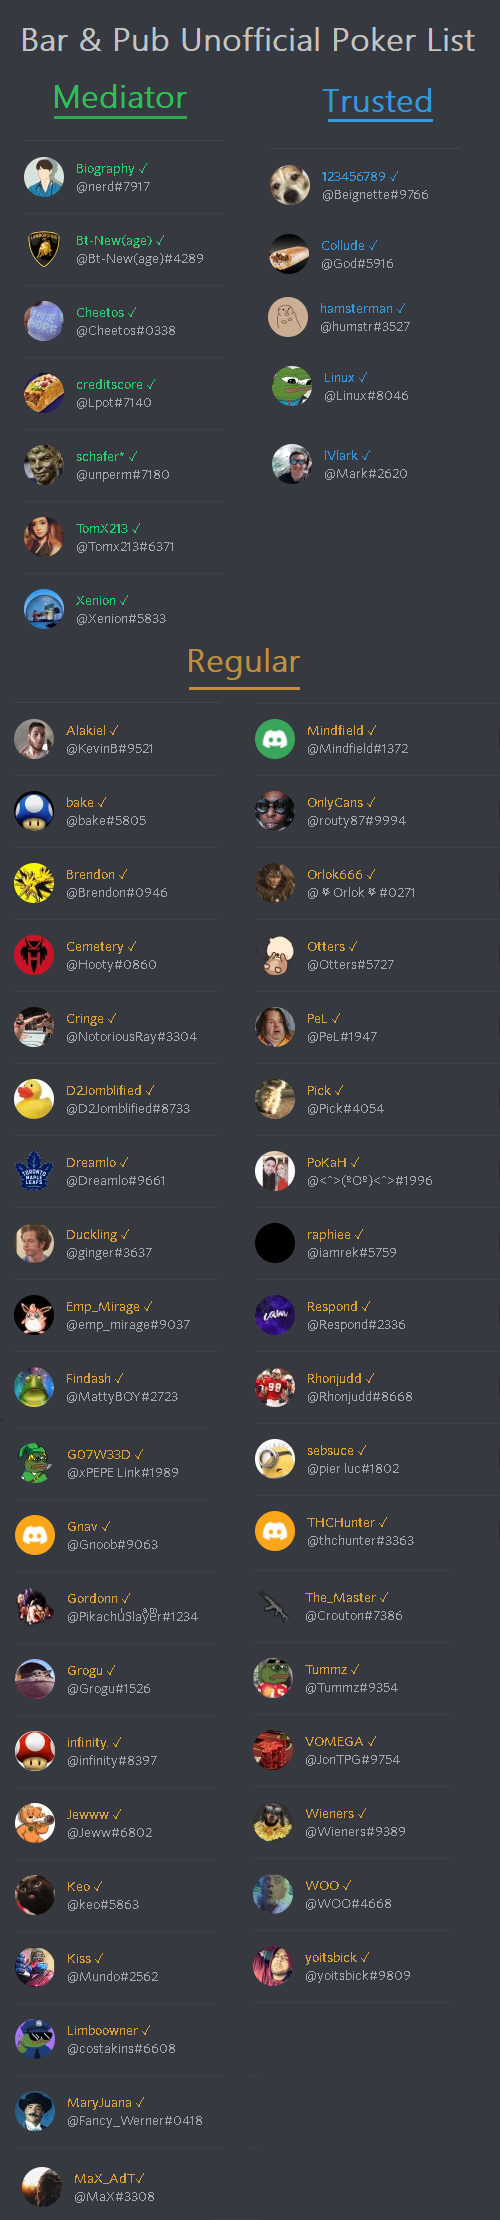 Bar & Pub Unofficial Poker List
Mediator
Biography ✓
@nerd#7917
Bt-New(age) ✓
@Bt-New(age)#4289
Cheetos ✓
@Cheetos#0338
creditscore ✓
@Lpot#7140
schafer* ✓
@unperm#7180
TomX213 ✓
@Tomx213#6371
Xenion ✓
@Xenion#5833
Trusted
123456789 ✓
@Beignette#9766
Collude ✓
@God#5916
hamsterman ✓
@humstr#3527
Linux ✓
@Linux#8046
lVlark ✓
@Mark#2620
Regular
Alakiel ✓
@KevinB#9521
bake ✓
@bake#5805
Brendon ✓
@Brendon#0946
Cemetery ✓
@Hooty#0860
Cringe ✓
@NotoriousRay#3304
D2Jomblified ✓
@D2Jomblified#8733
TORONTO
MAPLE
LEAFS
Dreamlo ✓
@Dreamlo#9661
Duckling ✓
@ginger#3637
Emp_Mirage ✓
@emp_mirage#9037
Findash ✓
@MattyBOY#2723
G07W33D ✓
@xPEPE Link#1989
Gnav ✓
@Gnoob#9063
Gordonn ✓
@PikachuSlayer#1234
Grogu ✓
@Grogu#1526
infinity. ✓
@infinity#8397
Jewww ✓
@Jeww#6802
Keo ✓
@keo#5863
Kiss ✓
@Mundo#2562
Limboowner ✓
@costakins#6608
MaryJuana ✓
@Fancy_Werner#0418
MaX_AdT✓
@MaX#3308
Mindfield ✓
@Mindfield#1372
OnlyCans ✓
@routy87#9994
Orlok666 ✓
@ Orlok #0271
Otters ✓
@Otters#5727
PeL ✓
@PeL#1947
Pick ✓
@Pick#4054
PoKaH ✓
@<^>(ºOº)<^>#1996
raphiee ✓
@iamrek#5759
Respond ✓
@Respond#2336
Rhonjudd ✓
@Rhonjudd#8668
sebsuce ✓
@pier luc#1802
THCHunter ✓
@thchunter#3363
The_Master ✓
@Crouton#7386
Tummz ✓
@Tummz#9354
VOMEGA ✓
@JonTPG#9754
Wieners ✓
@Wieners#9389
WOO ✓
@WOO#4668
yoitsbick ✓
@yoitsbick#9809